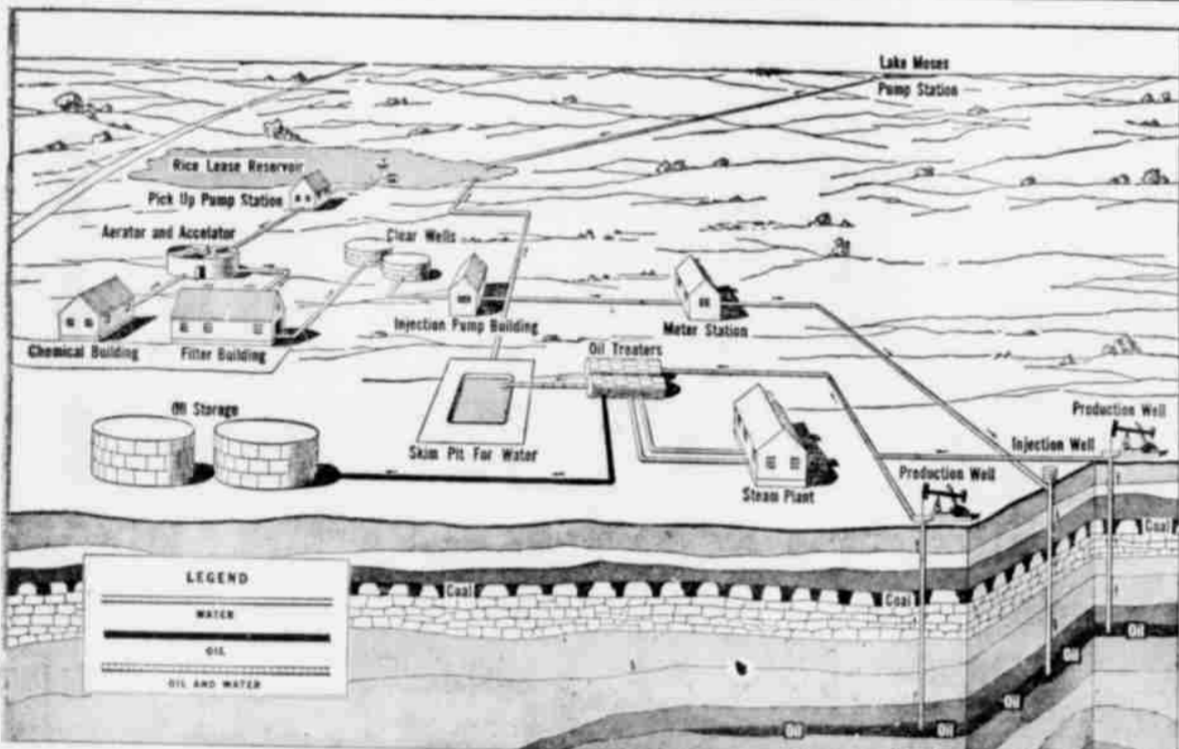 Lake Moses
Pump Station
Rice Lease Reservoir
Pick Up Pump Station
Aerator and Accelator
Clear Wells
Injection Pump Building
Meter Station
Chemical Building
Filter Building
Oil Treaters
Oil Storage
Skim Pit For Water
Steam Plant
Production Well
Injection Well
Production Well
Coal
Coal
Coal
LEGEND
WATER
OIL
OIL AND WATER
Oil
Oil
Oil
Oil
Oil